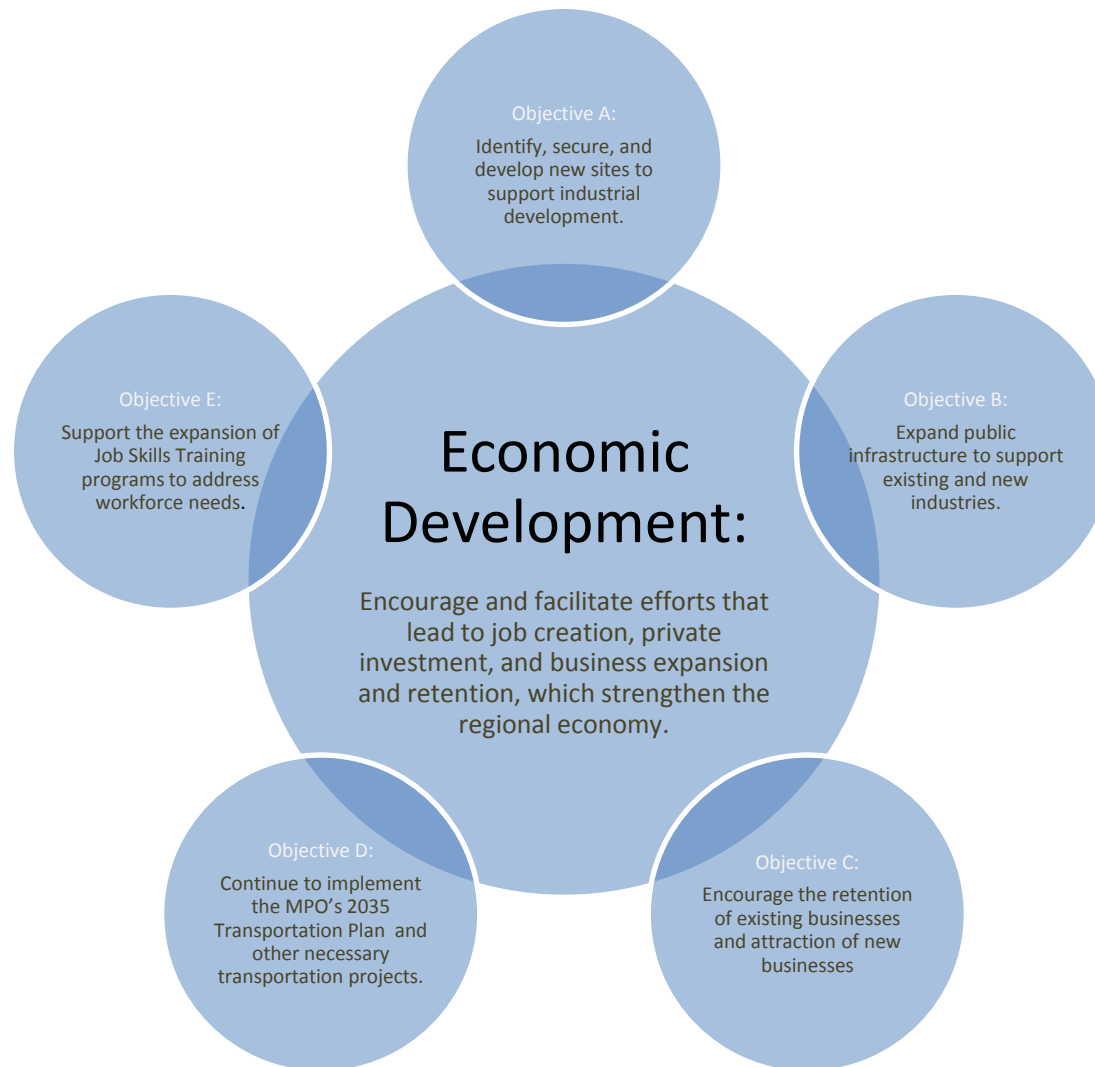 Objective A:
Identify, secure, and
develop new sites to
support industrial
development.
Objective B:
Expand public
infrastructure to support
existing and new
industries.
Objective C:
Encourage the retention
of existing businesses
and attraction of new
businesses
Objective D:
Continue to implement
the MPO’s 2035
Transportation Plan  and
other necessary
transportation projects.
Objective E:
Support the expansion of
Job Skills Training
programs to address
workforce needs.
Economic
Development:
Encourage and facilitate efforts that
lead to job creation, private
investment, and business expansion
and retention, which strengthen the
regional economy.